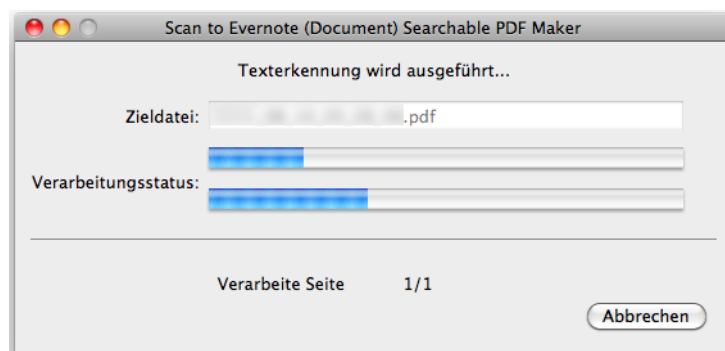 Scan to Evernote (Document) Searchable PDF Maker
Texterkennung wird ausgeführt...
Zieldatei: .pdf
Verarbeitungsstatus:
Verarbeite Seite 1/1
Abbrechen